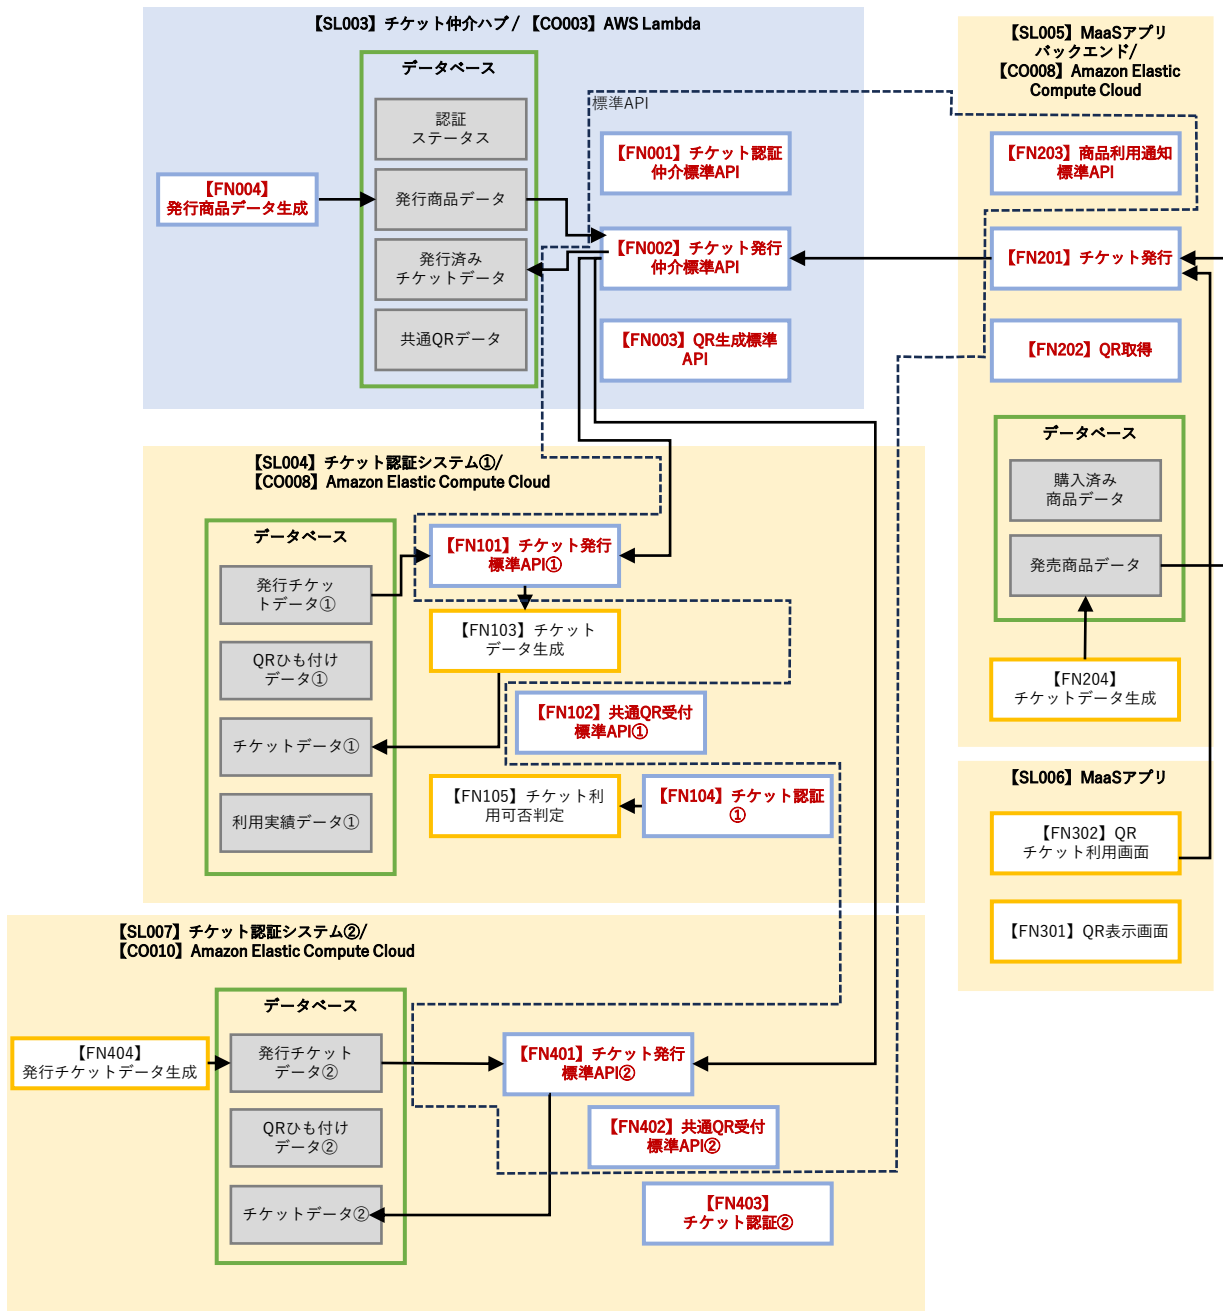 【SL003】チケット仲介ハブ / 【CO003】AWS Lambda
データベース
認証
ステータス
発行商品データ
発行済み
チケットデータ
共通QRデータ
【FN004】
発行商品データ生成
標準API
【FN001】チケット認証
仲介標準API
【FN002】チケット発行
仲介標準API
【FN003】QR生成標準
API
【SL005】MaaSアプリ
バックエンド/
【CO008】Amazon Elastic
Compute Cloud
【FN203】商品利用通知
標準API
【FN201】チケット発行
【FN202】QR取得
データベース
購入済み
商品データ
発売商品データ
【FN204】
チケットデータ生成
【SL004】チケット認証システム①/
【CO008】Amazon Elastic Compute Cloud
データベース
発行チケッ
トデータ①
QRひも付け
データ①
チケットデータ①
利用実績データ①
【FN101】チケット発行
標準API①
【FN103】チケット
データ生成
【FN102】共通QR受付
標準API①
【FN105】チケット利
用可否判定
【FN104】チケット認証
①
【SL006】MaaSアプリ
【FN302】QR
チケット利用画面
【FN301】QR表示画面
【SL007】チケット認証システム②/
【CO010】Amazon Elastic Compute Cloud
データベース
【FN404】
発行チケットデータ生成
発行チケット
データ②
QRひも付け
データ②
チケットデータ②
【FN401】チケット発行
標準API②
【FN402】共通QR受付
標準API②
【FN403】
チケット認証②